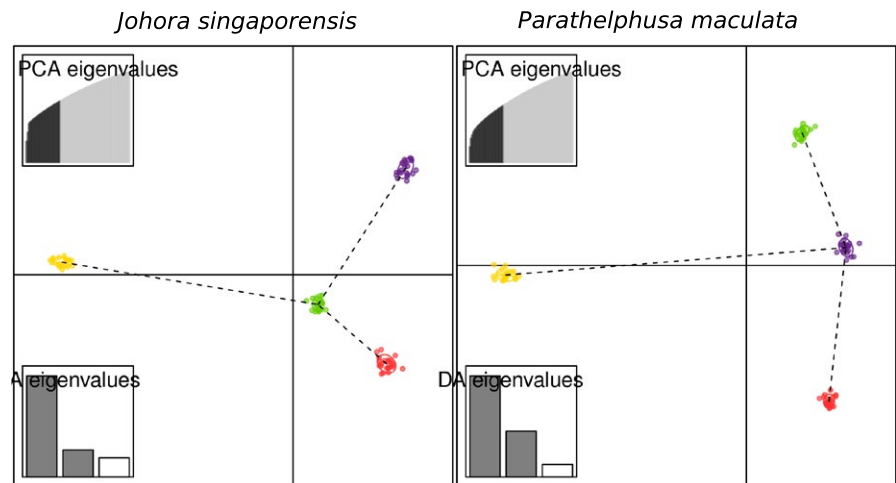 Johora singaporensis
Parathelphusa maculata
PCA eigenvalues
PCA eigenvalues
A eigenvalues
DA eigenvalues